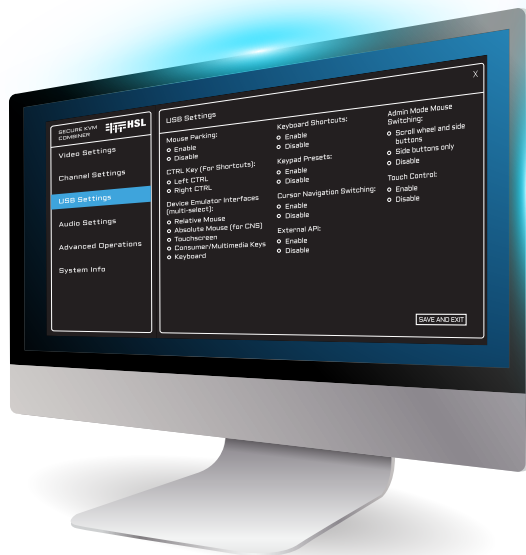 SECURE KVM
COMBINER
HSL
Video Settings
Channel Settings
USB Settings
Audio Settings
Advanced Operations
System Info
USB Settings
X
Mouse Parking:
Enable
Disable
CTRL Key (For Shortcuts):
Left CTRL
Right CTRL
Device Emulator Interfaces
(multi-select):
Relative Mouse
Absolute Mouse (for CNS)
Touchscreen
Consumer/Multimedia Keys
Keyboard
Keyboard Shortcuts:
Enable
Disable
Keypad Presets:
Enable
Disable
Cursor Navigation Switching:
Enable
Disable
External API:
Enable
Disable
Admin Mode Mouse
Switching:
Scroll wheel and side
buttons
Side buttons only
Disable
Touch Control:
Enable
Disable
SAVE AND EXIT